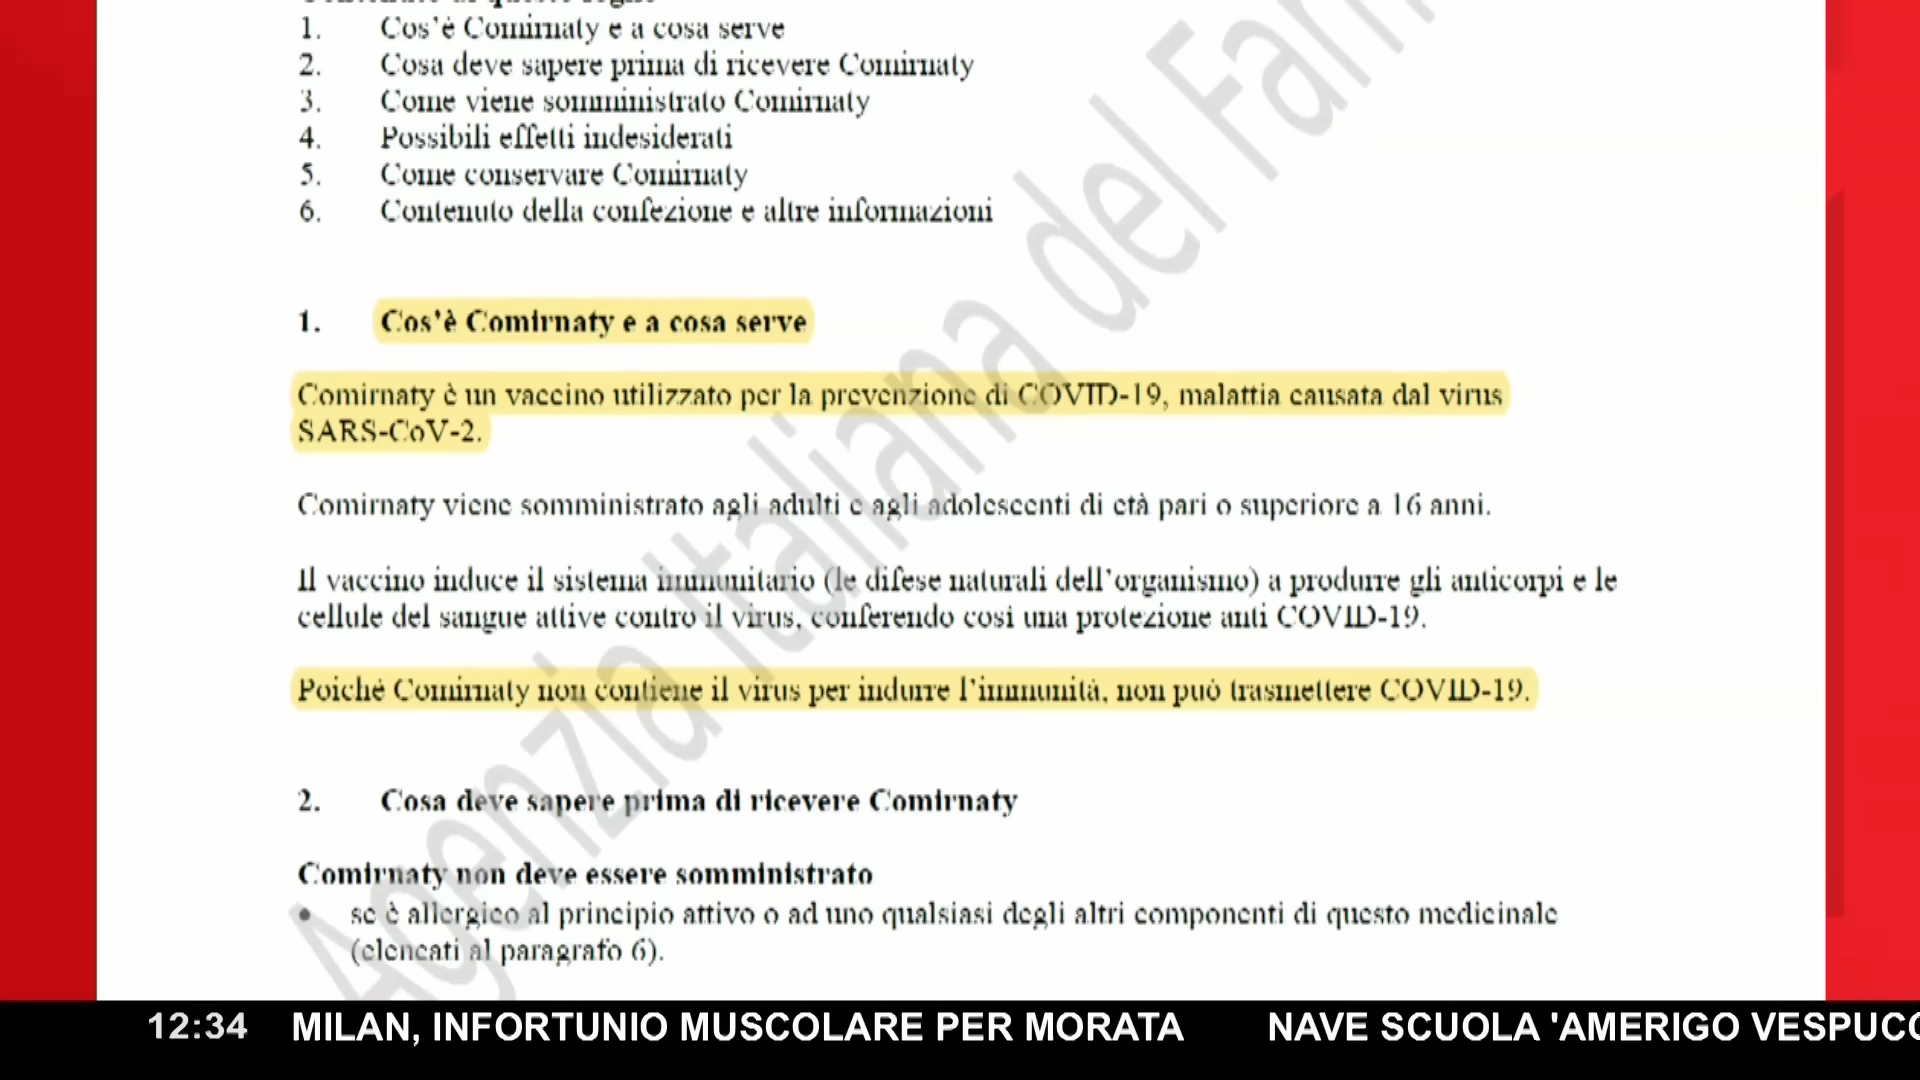 1. Cos'è Comirnaty e a cosa serve
2. Cosa deve sapere prima di ricevere Comirnaty
3. Come viene somministrato Comirnaty
4. Possibili effetti indesiderati
5. Come conservare Comirnaty
6. Contenuto della confezione e altre informazioni
1. Cos'è Comirnaty e a cosa serve
Comirnaty è un vaccino utilizzato per la prevenzione di COVID-19, malattia causata dal virus
SARS-CoV-2.
Comirnaty viene somministrato agli adulti e agli adolescenti di età pari o superiore a 16 anni.
Il vaccino induce il sistema immunitario (le difese naturali dell'organismo) a produrre gli anticorpi e le
cellule del sangue attive contro il virus, conferendo così una protezione anti COVID-19.
Poiché Comirnaty non contiene il virus per indurre l'immunità, non può trasmettere COVID-19.
2. Cosa deve sapere prima di ricevere Comirnaty
Comirnaty non deve essere somministrato
• se è allergico al principio attivo o ad uno qualsiasi degli altri componenti di questo medicinale
(elencati al paragrafo 6).
Agenzia Italiana del
12:34 MILAN, INFORTUNIO MUSCOLARE PER MORATA NAVE SCUOLA 'AMERIGO